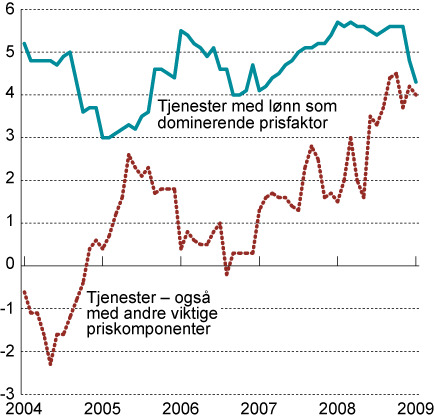 6
5
4
3
2
1
0
-1
-2
-3
Tjenester med lønn som
dominerende prisfaktor
Tjenester – også
med andre viktige
priskomponenter
2004 2005 2006 2007 2008 2009